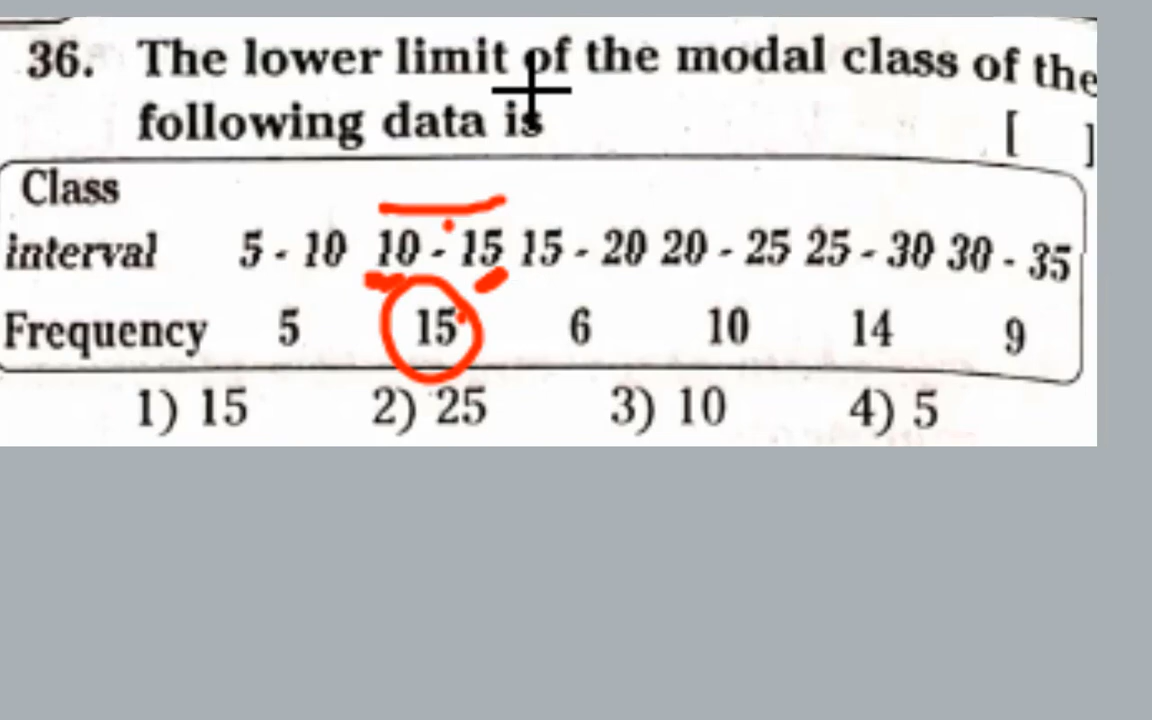 36. The lower limit of the modal class of the
following data is [ ]
Class
interval 5 - 10 10 - 15 15 - 20 20 - 25 25 - 30 30 - 35
Frequency 5 15 6 10 14 9
1) 15 2) 25 3) 10 4) 5